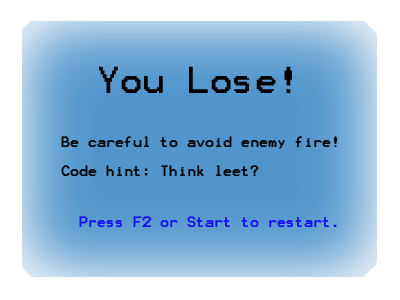 You Lose!
Be careful to avoid enemy fire!
Code hint: Think leet?
Press F2 or Start to restart.